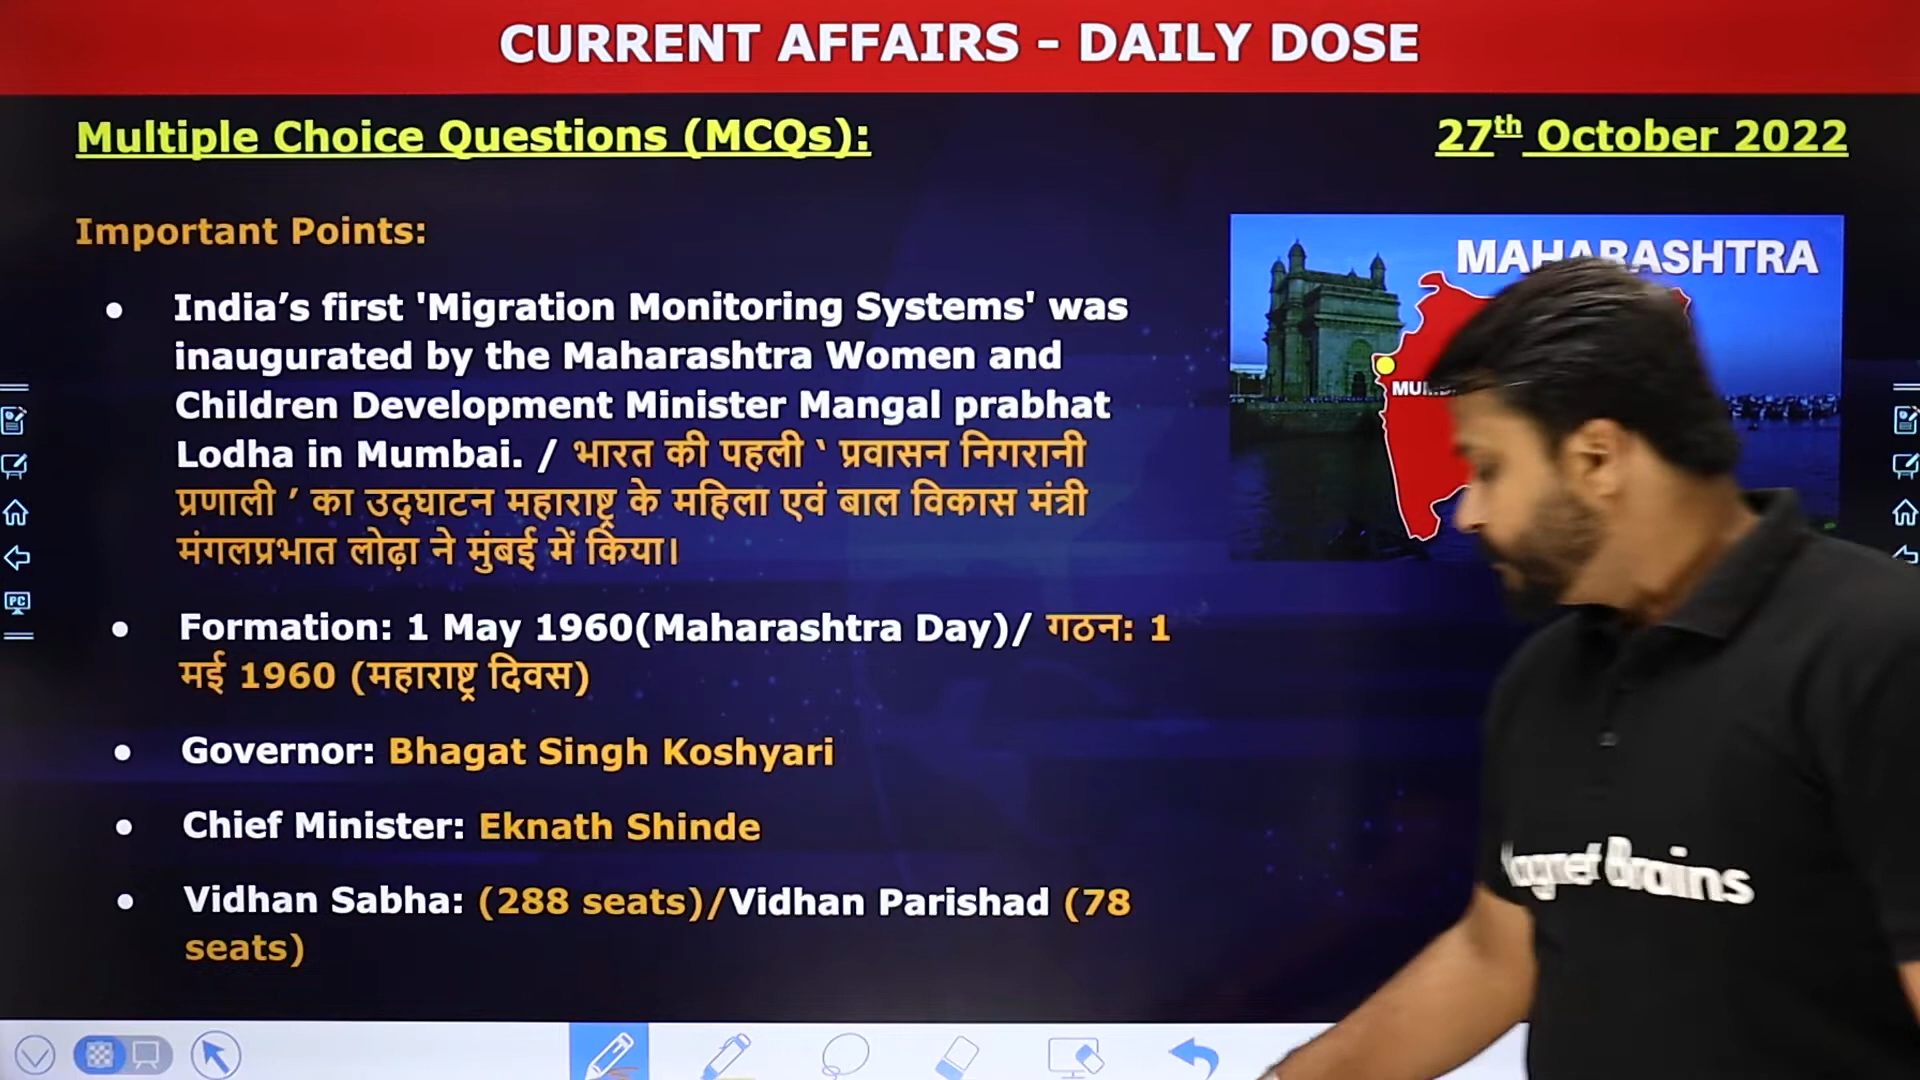 CURRENT AFFAIRS - DAILY DOSE
Multiple Choice Questions (MCQs):
27th October 2022
Important Points:
• India’s first 'Migration Monitoring Systems' was
inaugurated by the Maharashtra Women and
Children Development Minister Mangal prabhat
Lodha in Mumbai. / भारत की पहली ‘ प्रवासन निगरानी
प्रणाली ’ का उद्घाटन महाराष्ट्र के महिला एवं बाल विकास मंत्री
मंगलप्रभात लोढ़ा ने मुंबई में किया।
• Formation: 1 May 1960(Maharashtra Day)/ गठन: 1
मई 1960 (महाराष्ट्र दिवस)
• Governor: Bhagat Singh Koshyari
• Chief Minister: Eknath Shinde
• Vidhan Sabha: (288 seats)/Vidhan Parishad (78
seats)
MAHARASHTRA
PC
Brains